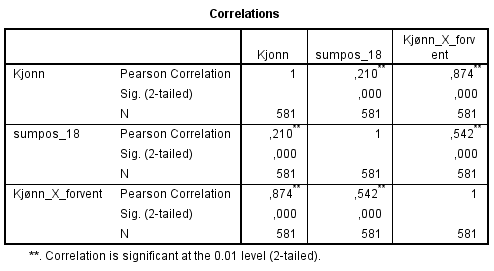 Correlations
Kjonn sumpos_18 Kjønn_X_forv
ent
Kjonn Pearson Correlation 1 ,210** ,874**
Sig. (2-tailed) ,000 ,000
N 581 581 581
sumpos_18 Pearson Correlation ,210** 1 ,542**
Sig. (2-tailed) ,000 ,000
N 581 581 581
Kjønn_X_forvent Pearson Correlation ,874** ,542** 1
Sig. (2-tailed) ,000 ,000
N 581 581 581
**. Correlation is significant at the 0.01 level (2-tailed).